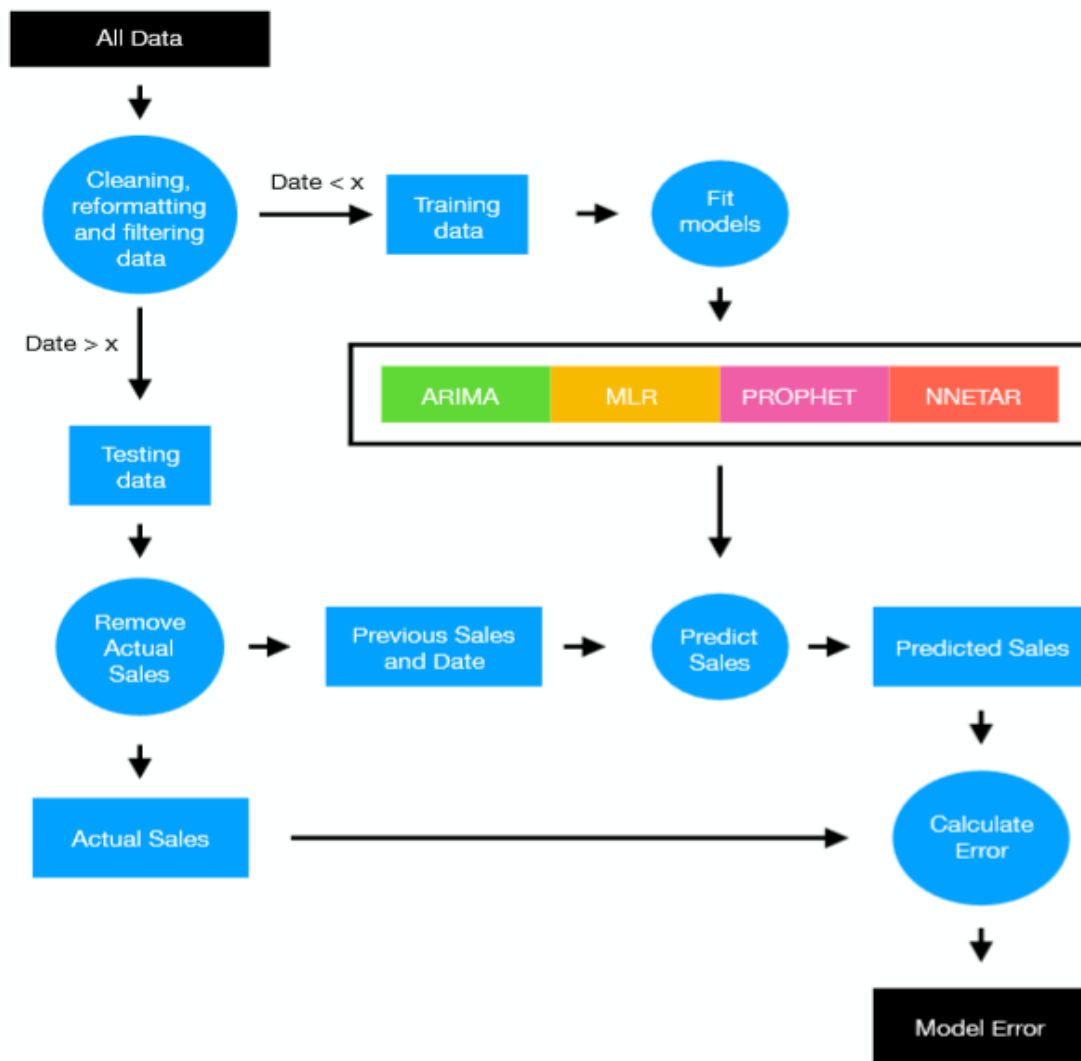 All Data
Cleaning,
reformatting
and filtering
data
Date < x
Training
data
Fit
models
Date > x
ARIMA
MLR
PROPHET
NNETAR
Testing
data
Remove
Actual
Sales
Previous Sales
and Date
Predict
Sales
Predicted Sales
Actual Sales
Calculate
Error
Model Error